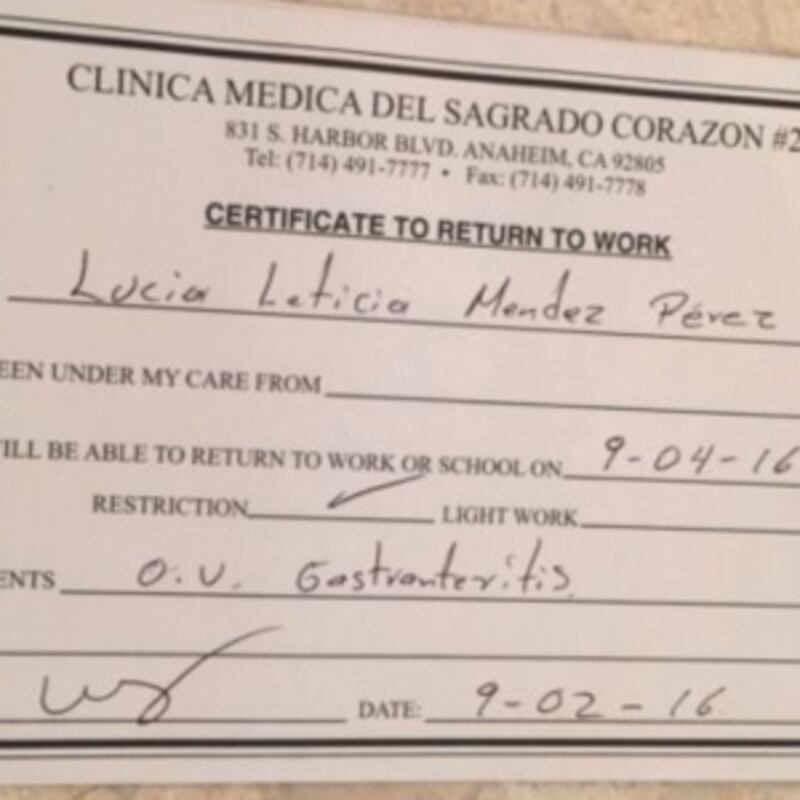 CLINICA MEDICA DEL SAGRADO CORAZON #2
831 S. HARBOR BLVD. ANAHEIM, CA 92805
Tel: (714) 491-7777 • Fax: (714) 491-7778
CERTIFICATE TO RETURN TO WORK
Lucia Leticia Mendez Pérez
EEN UNDER MY CARE FROM
ILL BE ABLE TO RETURN TO WORK OR SCHOOL ON 9-04-16
RESTRICTION ✓ LIGHT WORK
ENTS O.V. Gastranteritis
DATE: 9-02-16